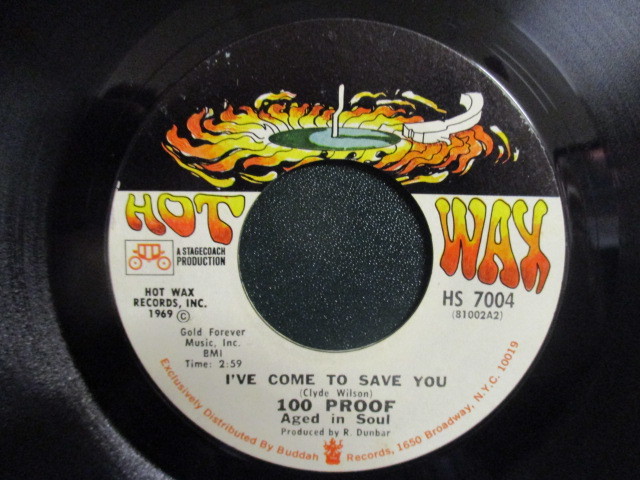 HOT WAX
A STAGECOACH
PRODUCTION
HOT WAX
RECORDS, INC.
1969 ©
HS 7004
(81002A2)
Gold Forever
Music, Inc.
BMI
Time: 2:59
I'VE COME TO SAVE YOU
(Clyde Wilson)
100 PROOF
Aged in Soul
Produced by R. Dunbar
Exclusively Distributed By Buddah Records, 1650 Broadway, N.Y.C. 10019